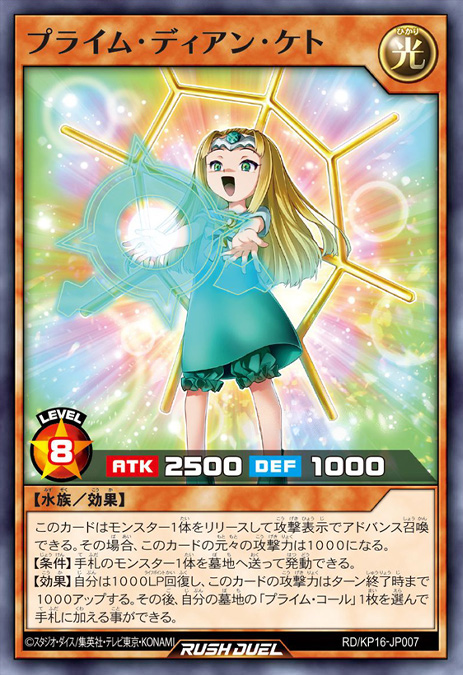 プライム・ディアン・ケト
ひかり
光
LEVEL
8
ATK 2500 DEF 1000
【水族／効果】
このカードはモンスター1体をリリースして攻撃表示でアドバンス召喚
できる。その場合、このカードの元々の攻撃力は1000になる。
【条件】手札のモンスター1体を墓地へ送って発動できる。
【効果】自分は1000LP回復し、このカードの攻撃力はターン終了時まで
1000アップする。その後、自分の墓地の「プライム・コール」1枚を選んで
手札に加える事ができる。
©スタジオ・ダイス/集英社・テレビ東京・KONAMI
RUSH DUEL
RD/KP16-JP007